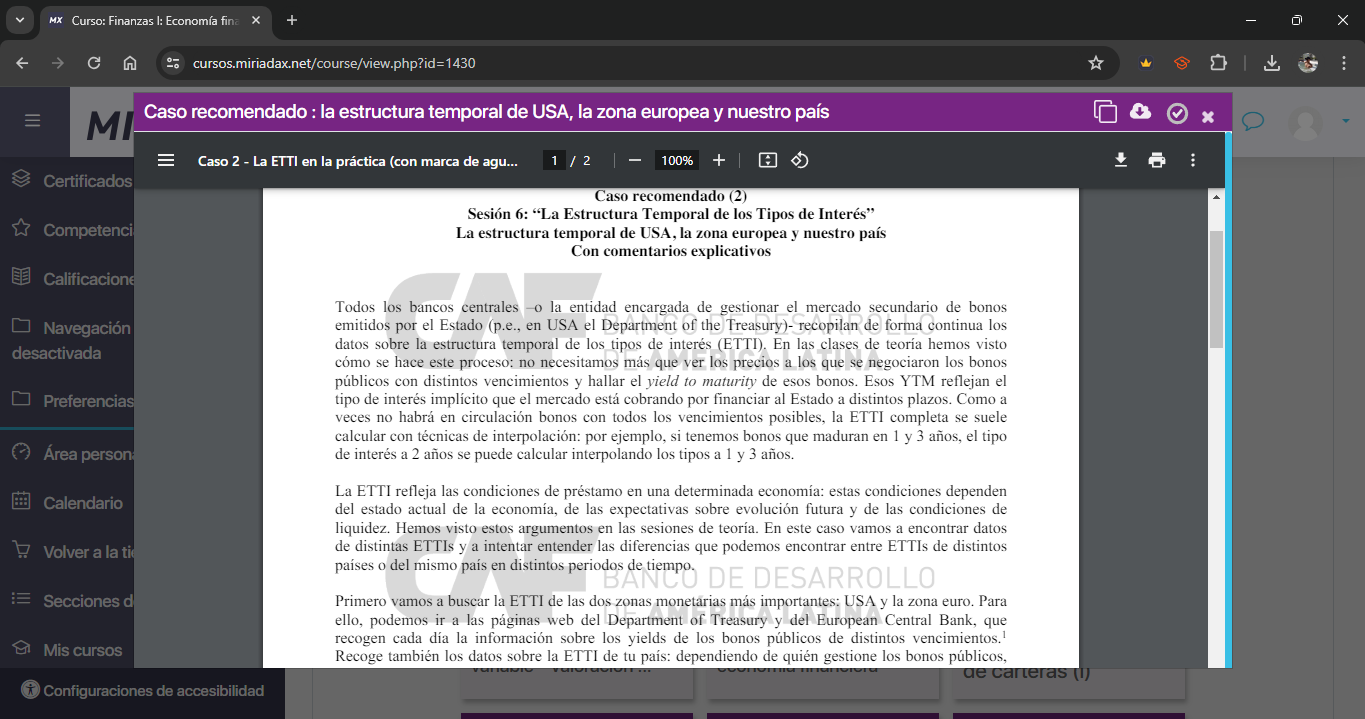 MX Curso: Finanzas I: Economía fina
cursos.miriadax.net/course/view.php?id=1430
Caso recomendado : la estructura temporal de USA, la zona europea y nuestro país
Caso 2 - La ETTI en la práctica (con marca de agu...
1 / 2
100%
Certificados
Competenci
Calificacione
Navegación
desactivada
Preferencias
Área persona
Calendario
Volver a la tie
Secciones d
Mis cursos
Configuraciones de accesibilidad
Caso recomendado (2)
Sesión 6: “La Estructura Temporal de los Tipos de Interés”
La estructura temporal de USA, la zona europea y nuestro país
Con comentarios explicativos
Todos los bancos centrales –o la entidad encargada de gestionar el mercado secundario de bonos
emitidos por el Estado (p.e., en USA el Department of the Treasury)- recopilan de forma continua los
datos sobre la estructura temporal de los tipos de interés (ETTI). En las clases de teoría hemos visto
cómo se hace este proceso: no necesitamos más que ver los precios a los que se negociaron los bonos
públicos con distintos vencimientos y hallar el yield to maturity de esos bonos. Esos YTM reflejan el
tipo de interés implícito que el mercado está cobrando por financiar al Estado a distintos plazos. Como a
veces no habrá en circulación bonos con todos los vencimientos posibles, la ETTI completa se suele
calcular con técnicas de interpolación: por ejemplo, si tenemos bonos que maduran en 1 y 3 años, el tipo
de interés a 2 años se puede calcular interpolando los tipos a 1 y 3 años.
CAF BANCO DE DESARROLLO
DE AMÉRICA LATINA
La ETTI refleja las condiciones de préstamo en una determinada economía: estas condiciones dependen
del estado actual de la economía, de las expectativas sobre evolución futura y de las condiciones de
liquidez. Hemos visto estos argumentos en las sesiones de teoría. En este caso vamos a encontrar datos
de distintas ETTIs y a intentar entender las diferencias que podemos encontrar entre ETTIs de distintos
países o del mismo país en distintos periodos de tiempo.
CAF BANCO DE DESARROLLO
DE AMÉRICA LATINA
Primero vamos a buscar la ETTI de las dos zonas monetarias más importantes: USA y la zona euro. Para
ello, podemos ir a las páginas web del Department of Treasury y del European Central Bank, que
recogen cada día la información sobre los yields de los bonos públicos de distintos vencimientos.1
Recoge también los datos sobre la ETTI de tu país: dependiendo de quién gestione los bonos públicos,
de carteras (I)